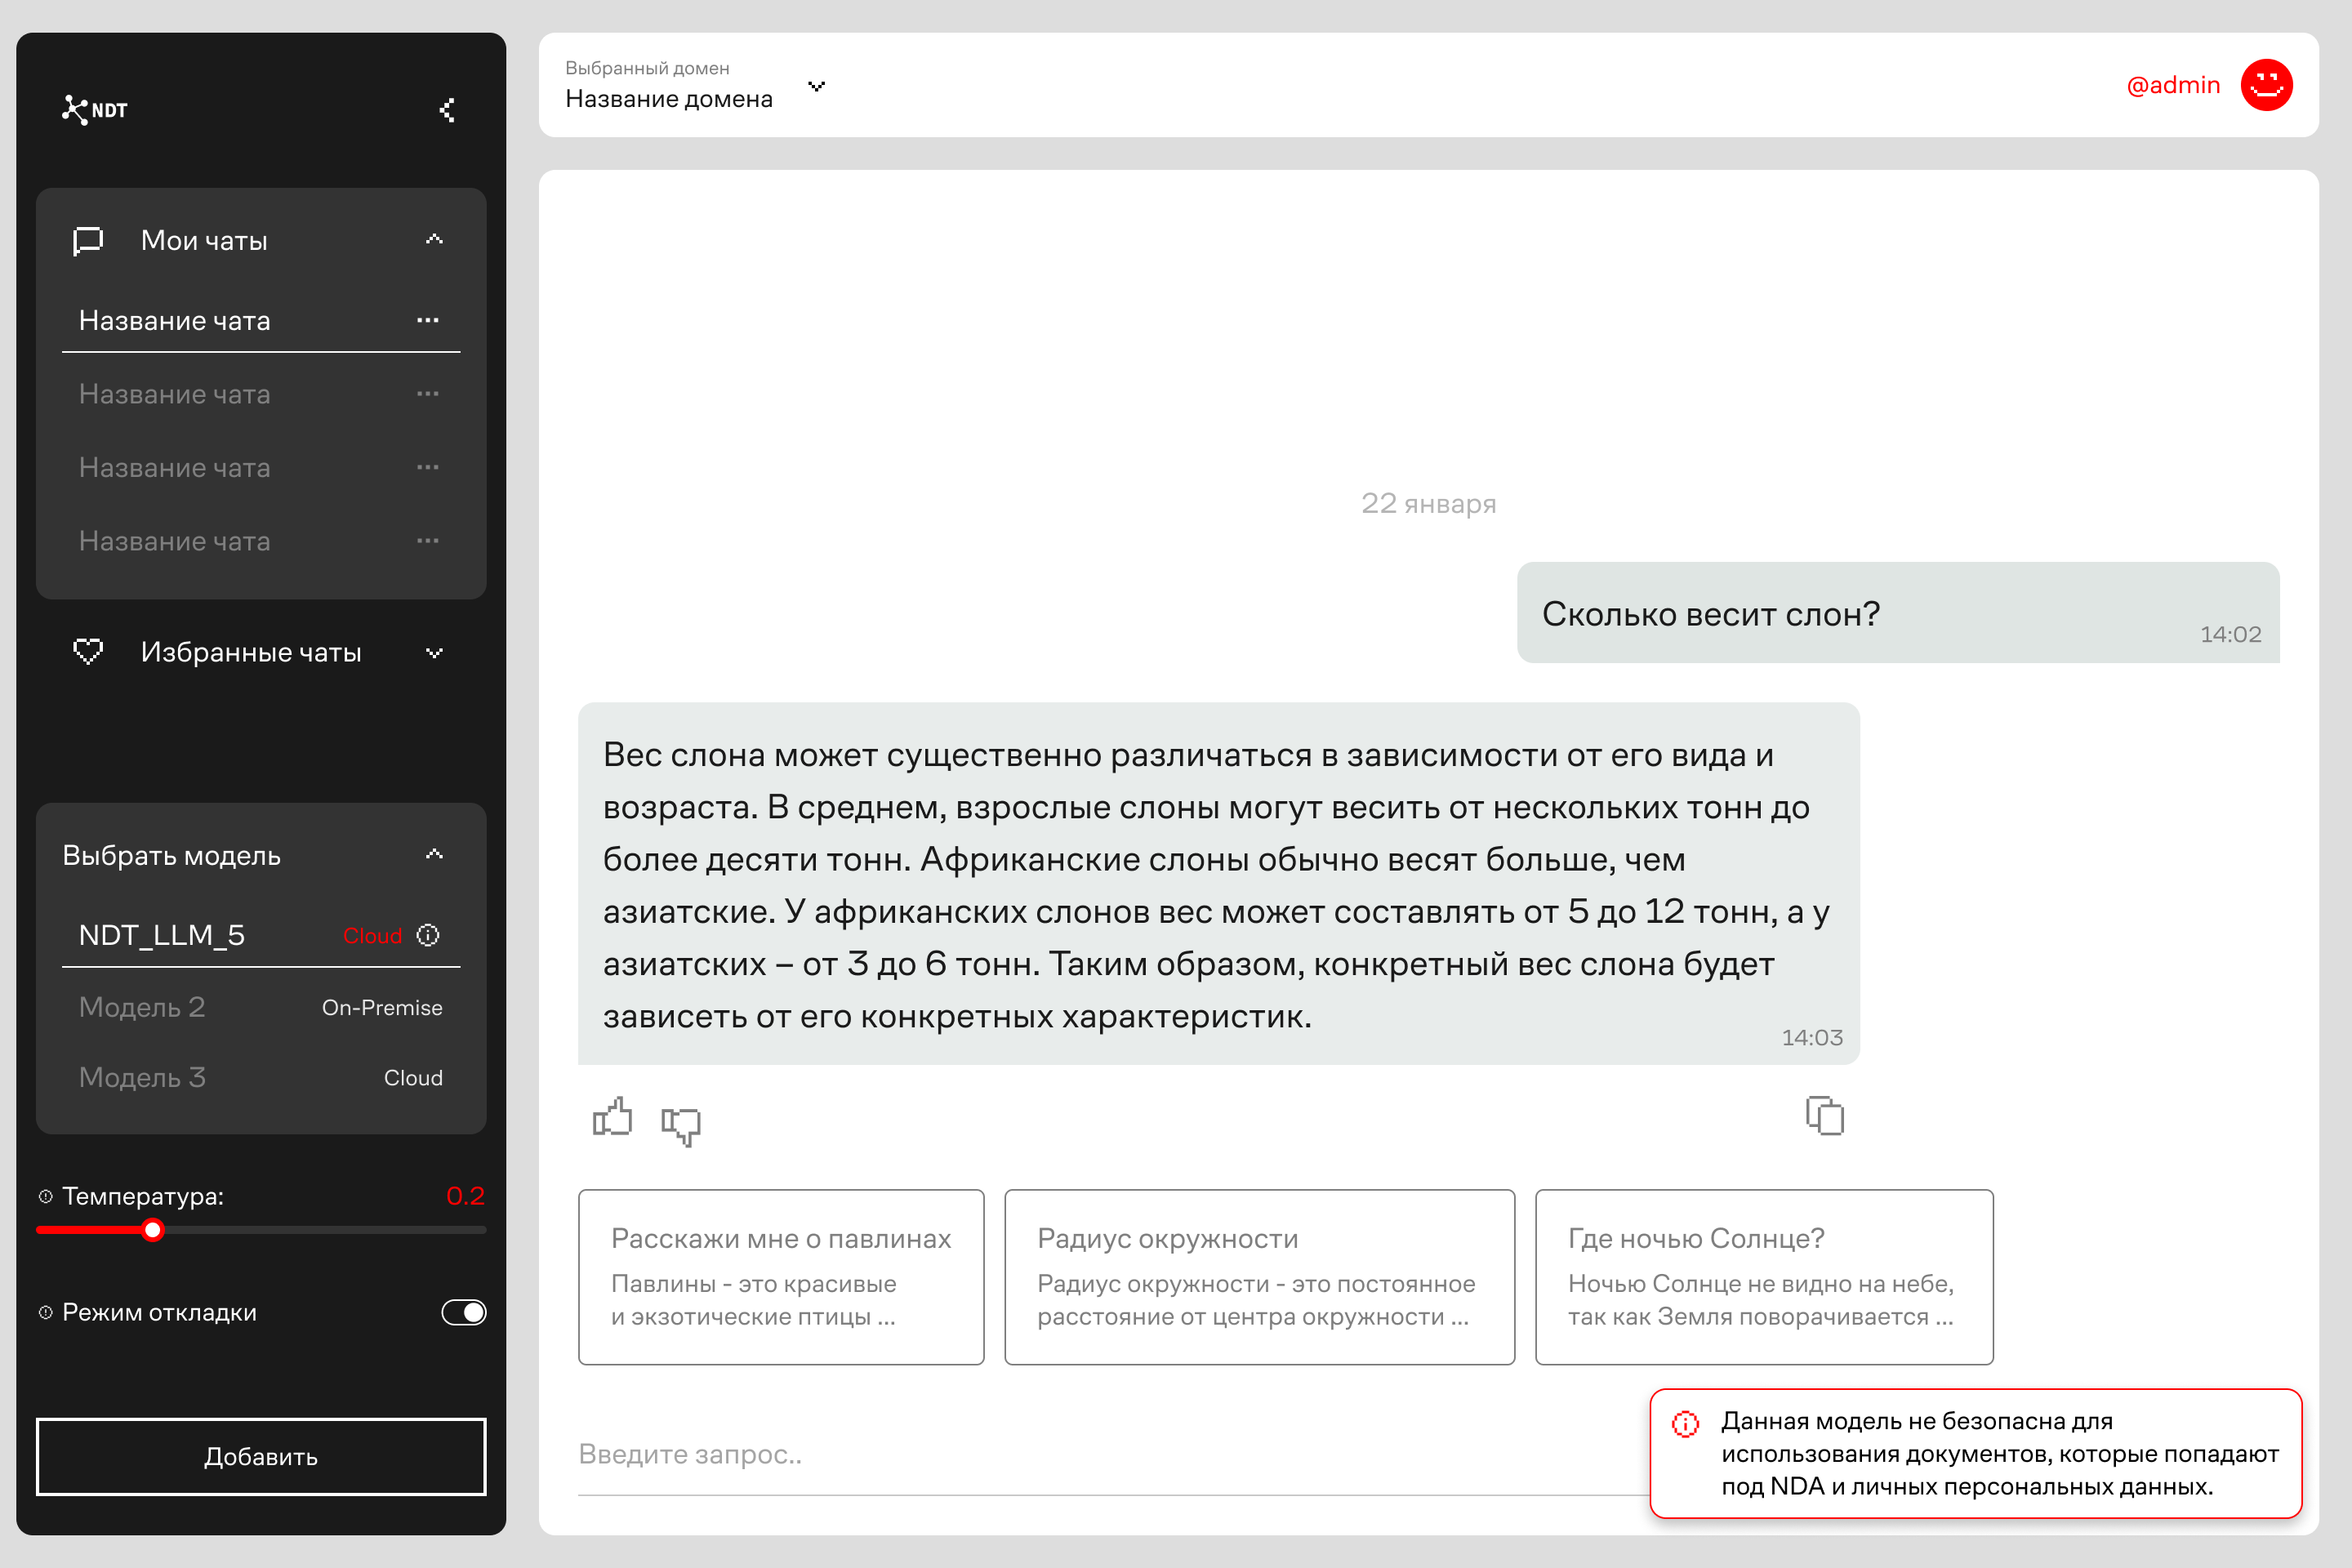 NDT
Мои чаты
Название чата
Название чата
Название чата
Название чата
Избранные чаты
Выбрать модель
NDT_LLM_5 Cloud
Модель 2 On-Premise
Модель 3 Cloud
Температура: 0.2
Режим откладки
Добавить
Выбранный домен
Название домена
@admin
22 января
Сколько весит слон?
14:02
Вес слона может существенно различаться в зависимости от его вида и
возраста. В среднем, взрослые слоны могут весить от нескольких тонн до
более десяти тонн. Африканские слоны обычно весят больше, чем
азиатские. У африканских слонов вес может составлять от 5 до 12 тонн, а у
азиатских – от 3 до 6 тонн. Таким образом, конкретный вес слона будет
зависеть от его конкретных характеристик.
14:03
Расскажи мне о павлинах
Павлины - это красивые
и экзотические птицы ...
Радиус окружности
Радиус окружности - это постоянное
расстояние от центра окружности ...
Где ночью Солнце?
Ночью Солнце не видно на небе,
так как Земля поворачивается ...
Введите запрос..
Данная модель не безопасна для
использования документов, которые попадают
под NDA и личных персональных данных.